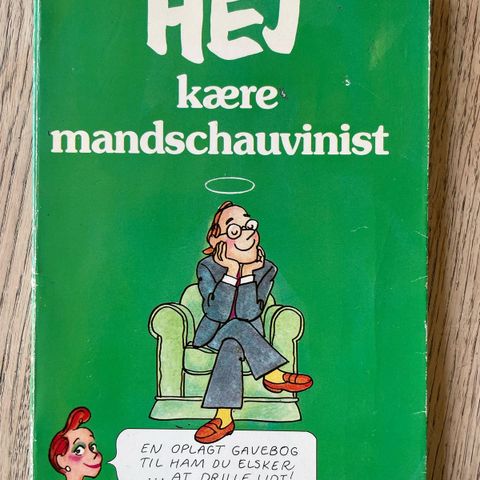 HEJ
kære
mandschauvinist
EN OPLAGT GAVEBOG
TIL HAM DU ELSKER
... AT DRILLE LIDT!